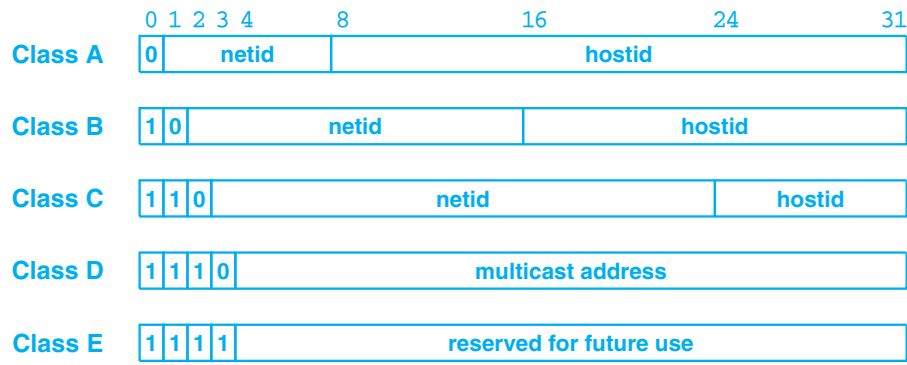 0 1 2 3 4 8 16 24 31
Class A 0 netid hostid
Class B 1 0 netid hostid
Class C 1 1 0 netid hostid
Class D 1 1 1 0 multicast address
Class E 1 1 1 1 reserved for future use